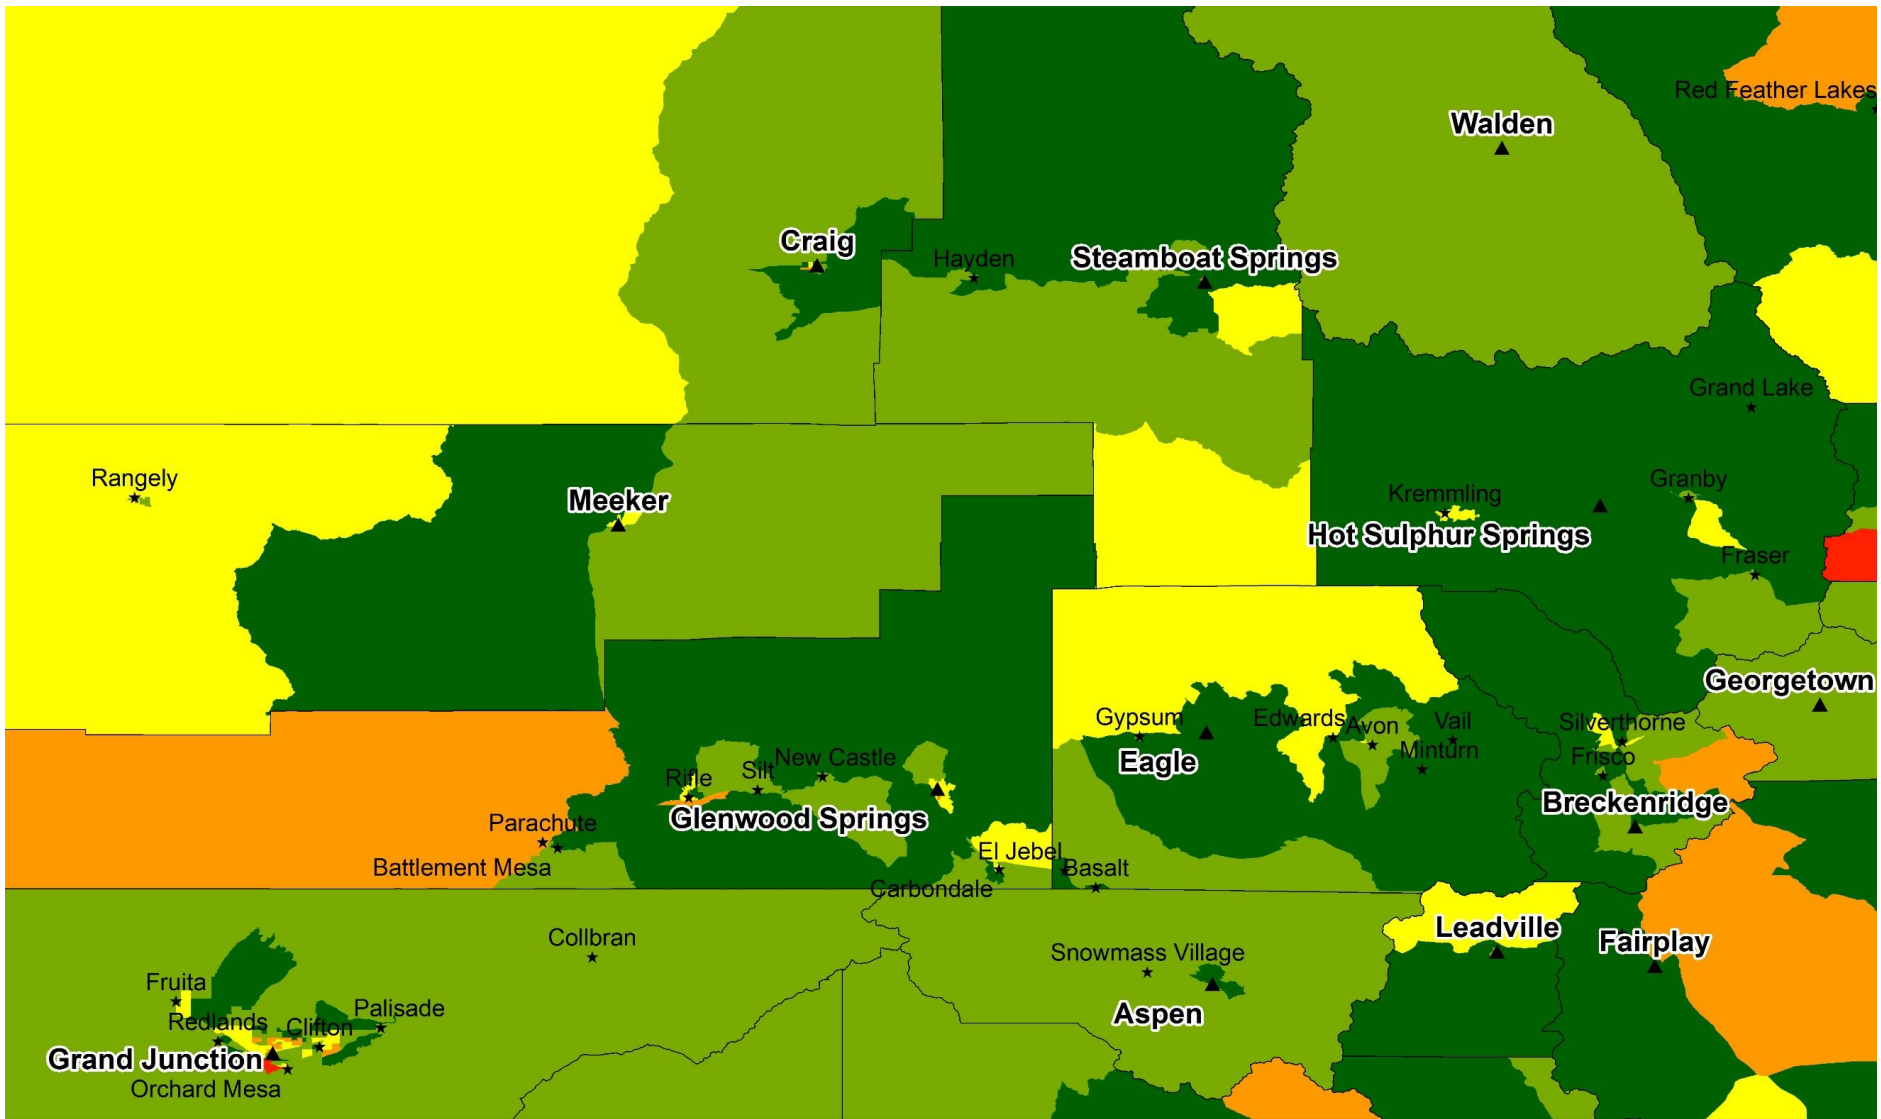 Red Feather Lakes
Walden
Craig
Hayden
Steamboat Springs
Grand Lake
Rangely
Meeker
Kremmling
Granby
Hot Sulphur Springs
Fraser
Georgetown
Gypsum
Edwards
Avon
Vail
Silverthorne
Minturn
Eagle
Frisco
Rifle
Silt
New Castle
Breckenridge
Glenwood Springs
Parachute
Battlement Mesa
El Jebel
Basalt
Carbondale
Leadville
Fairplay
Collbran
Snowmass Village
Fruita
Aspen
Palisade
Redlands
Clifton
Grand Junction
Orchard Mesa